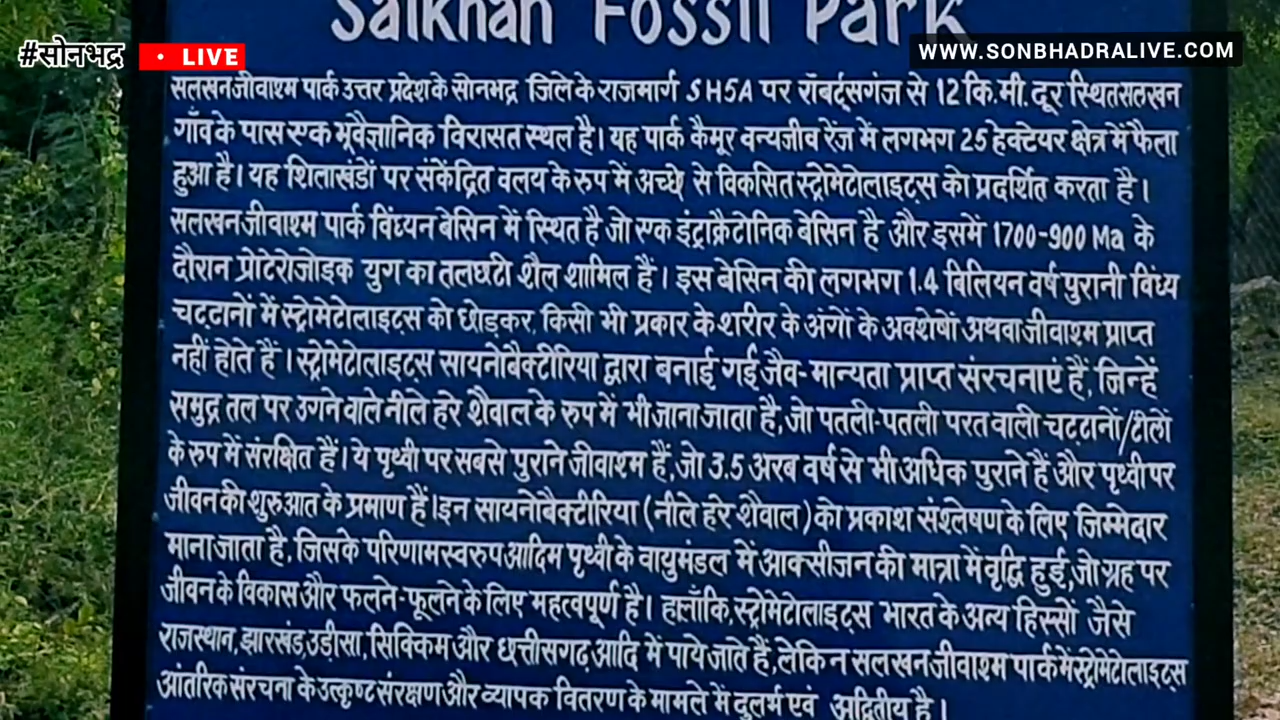 Salkhan Fossil Park
#सोनभद्र
• LIVE
WWW.SONBHADRALIVE.COM
सलखन जीवाश्म पार्क उत्तर प्रदेश के सोनभद्र जिले के राजमार्ग SH5A पर रॉबर्ट्सगंज से 12 कि.मी. दूर स्थित सलखन
गाँव के पास एक भूवैज्ञानिक विरासत स्थल है। यह पार्क कैमूर वन्यजीव रेंज में लगभग 25 हेक्टेयर क्षेत्र में फैला
हुआ है। यह शिलाखंडों पर संकेंद्रित वलय के रुप में अच्छे से विकसित स्ट्रोमेटोलाइट्स को प्रदर्शित करता है।
सलखन जीवाश्म पार्क विंध्यन बेसिन में स्थित है जो एक इंट्राक्रैटोनिक बेसिन है और इसमें 1700-900 Ma के
दौरान प्रोटेरोजोइक युग का तलघटी शैल शामिल हैं। इस बेसिन की लगभग 1.4 बिलियन वर्ष पुरानी विंध्य
चट्टानों में स्ट्रोमेटोलाइट्स को छोड़कर, किसी भी प्रकार के शरीर के अंगों के अवशेषों अथवा जीवाश्म प्राप्त
नहीं होते हैं। स्ट्रोमेटोलाइट्स सायनोबैक्टीरिया द्वारा बनाई गई जैव-मान्यता प्राप्त संरचनाएं हैं, जिन्हें
समुद्र तल पर उगने वाले नीले हरे शैवाल के रुप में भी जाना जाता है, जो पतली-पतली परत वाली चट्टानों/टीलों
के रुप में संरक्षित हैं। ये पृथ्वी पर सबसे पुराने जीवाश्म हैं, जो 3.5 अरब वर्ष से भी अधिक पुराने हैं और पृथ्वी पर
जीवन की शुरुआत के प्रमाण हैं। इन सायनोबैक्टीरिया (नीले हरे शैवाल) को प्रकाश संश्लेषण के लिए जिम्मेदार
माना जाता है, जिसके परिणामस्वरुप आदिम पृथ्वी के वायुमंडल में आक्सीजन की मात्रा में वृद्धि हुई, जो ग्रह पर
जीवन के विकास और फलने-फूलने के लिए महत्वपूर्ण है। हालाँकि, स्ट्रोमेटोलाइट्स भारत के अन्य हिस्सों जैसे
राजस्थान, झारखंड, उड़ीसा, सिक्किम और छत्तीसगढ़ आदि में पाये जाते हैं, लेकिन सलखन जीवाश्म पार्क में स्ट्रोमेटोलाइट्स
आंतरिक संरचना के उत्कृष्ट संरक्षण और व्यापक वितरण के मामले में दुलर्भ एवं अद्वितीय है।